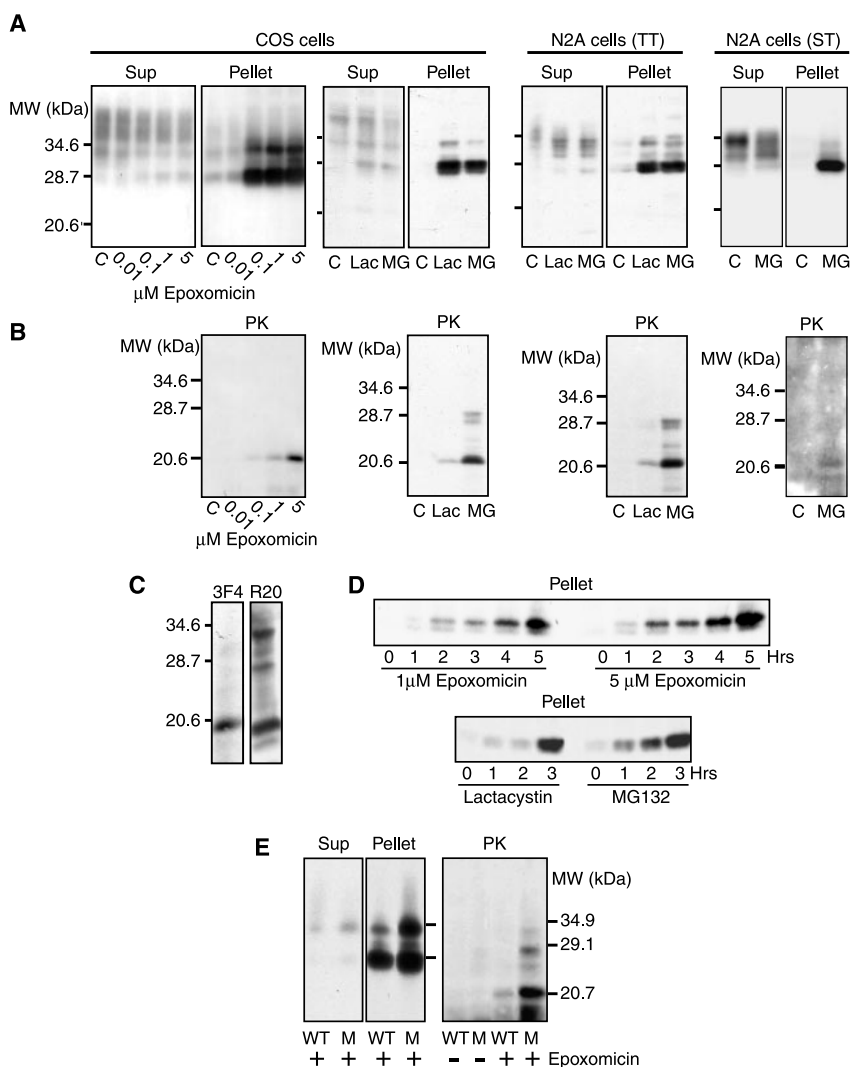 A
COS cells
N2A cells (TT)
N2A cells (ST)
Sup Pellet Sup Pellet Sup Pellet Sup Pellet
MW (kDa)
34.6
28.7
20.6'
C 0.01 0.1 1 5 C 0.01 0.1 1 5 C Lac MG C Lac MG C Lac MG C Lac MG C MG C MG
μM Epoxomicin
B
PK PK PK PK
MW (kDa) MW (kDa) MW (kDa) MW (kDa)
34.6 34.6 34.6 34.6
28.7 28.7 28.7 28.7
20.6 20.6 20.6 20.6
C 0.01 0.1 1 5 C Lac MG C Lac MG C MG
μM Epoxomicin
C
3F4 R20
34.6
28.7
20.6
D
Pellet
0 1 2 3 4 5 0 1 2 3 4 5 Hrs
1μM Epoxomicin 5 μM Epoxomicin
Pellet
0 1 2 3 0 1 2 3 Hrs
Lactacystin MG132
E
Sup Pellet PK
MW (kDa)
34.9
29.1
20.7
WT M WT M WT M WT M
+ + + + - - + + Epoxomicin